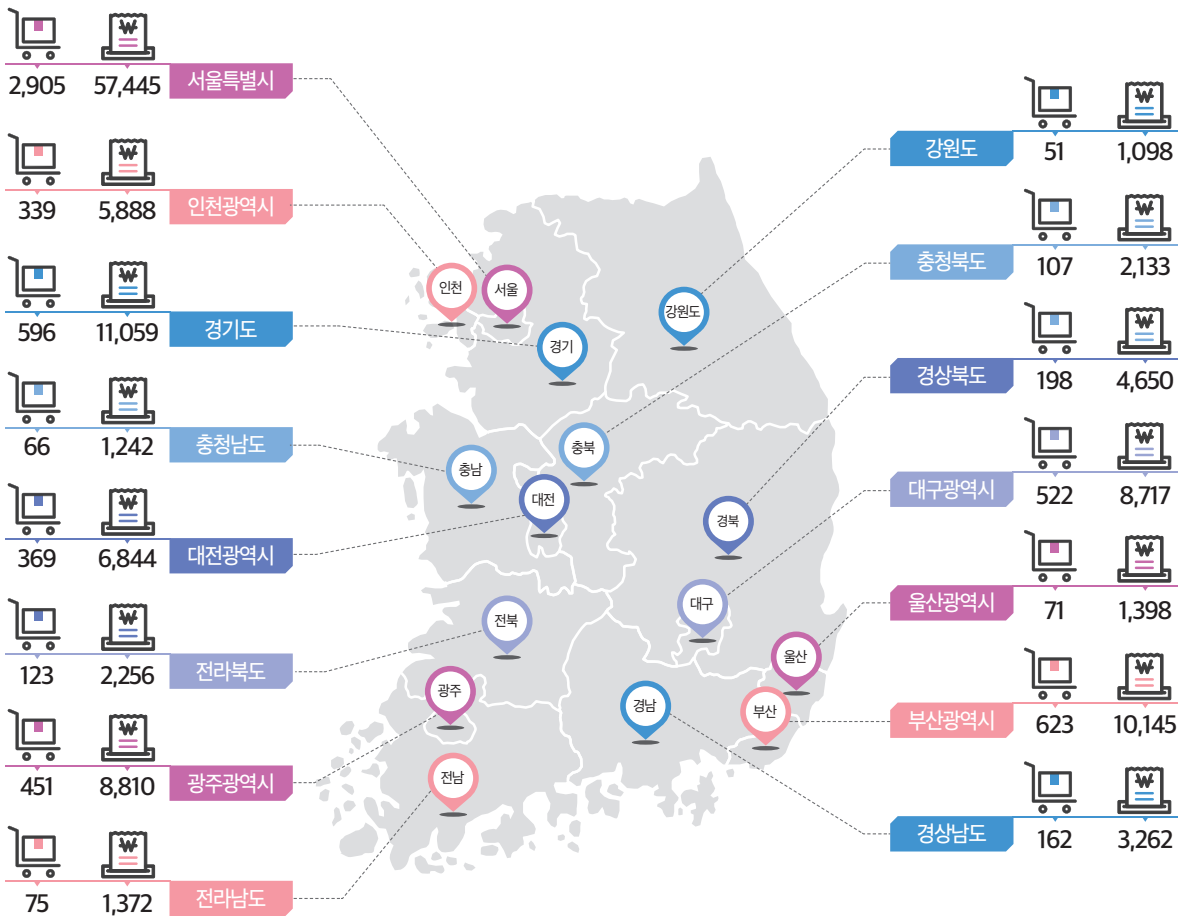 2,905 57,445 서울특별시
339 5,888 인천광역시
596 11,059 경기도
66 1,242 충청남도
369 6,844 대전광역시
123 2,256 전라북도
451 8,810 광주광역시
75 1,372 전라남도
인천
서울
강원도
경기
충북
충남
대전
경북
대구
전북
울산
광주
경남
부산
전남
강원도 51 1,098
충청북도 107 2,133
경상북도 198 4,650
대구광역시 522 8,717
울산광역시 71 1,398
부산광역시 623 10,145
경상남도 162 3,262